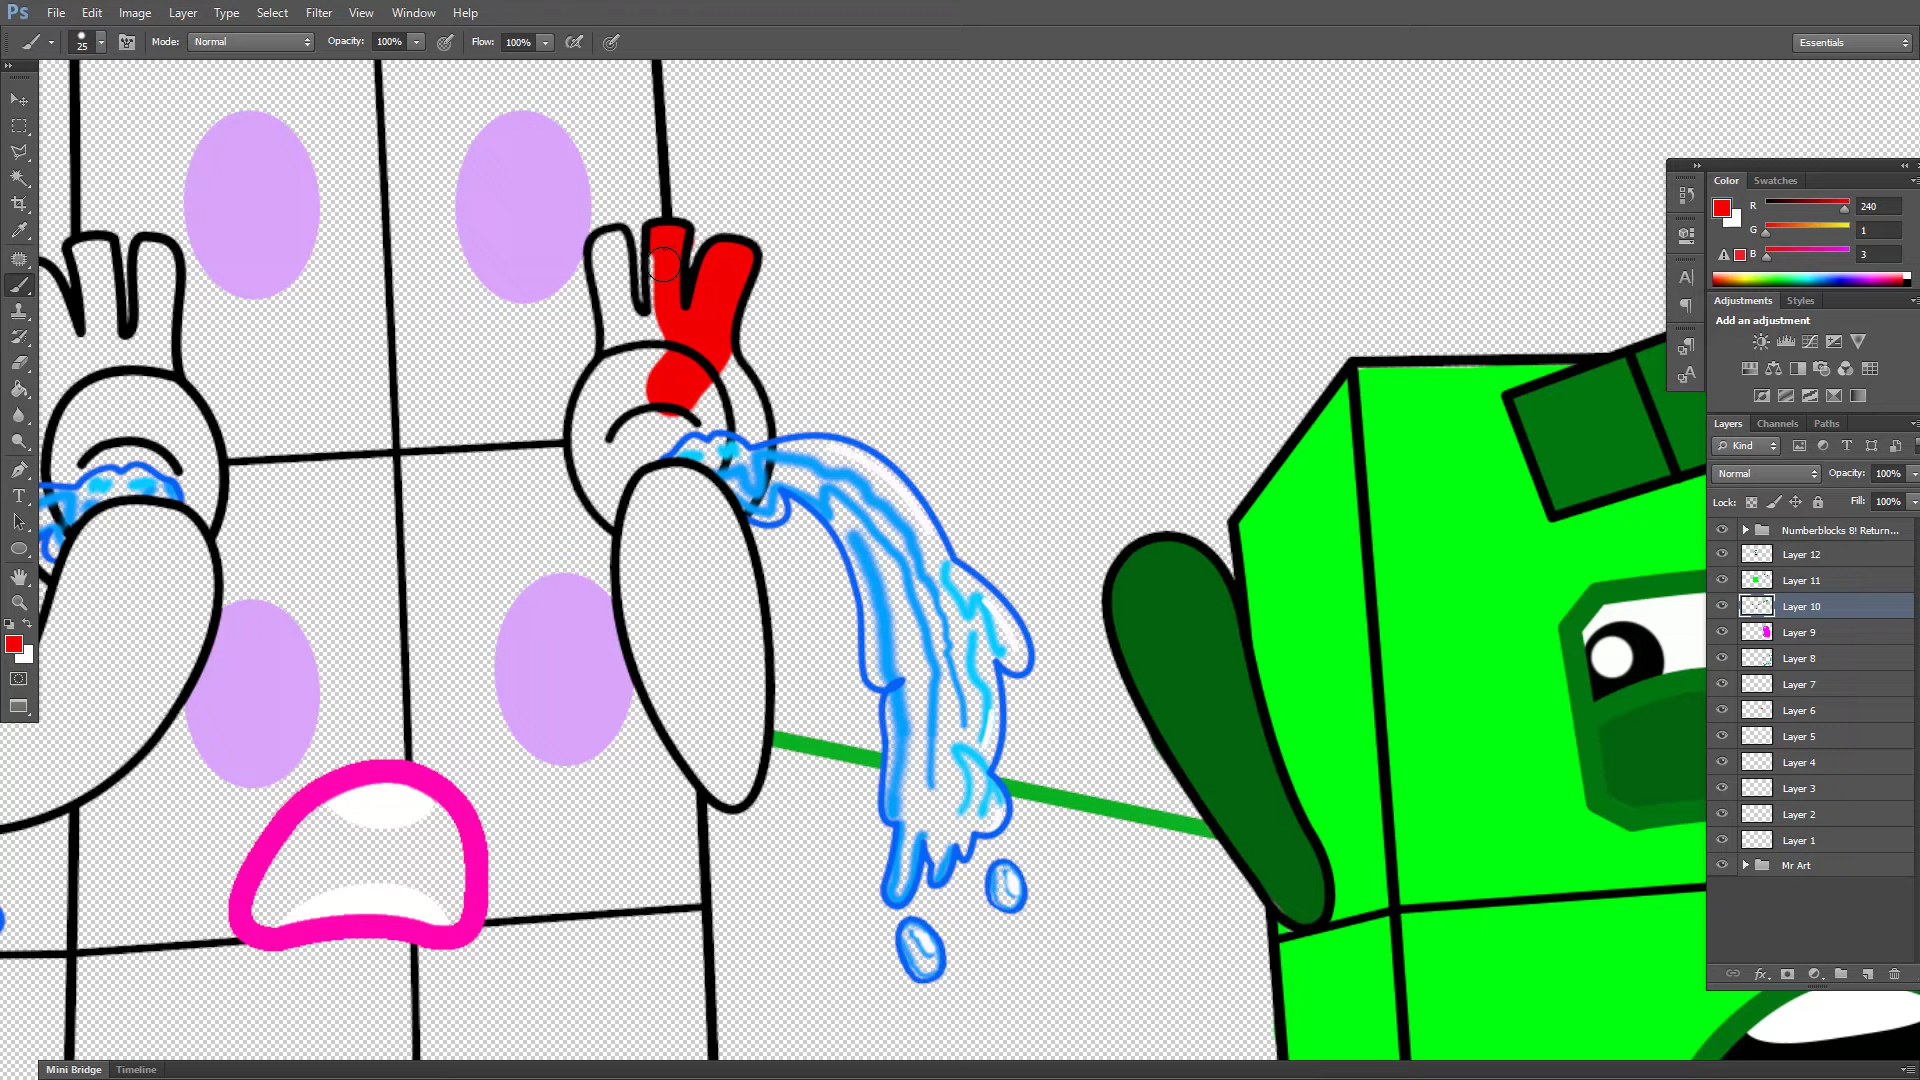 Ps File Edit Image Layer Type Select Filter View Window Help
25 Mode: Normal Opacity: 100% Flow: 100% Essentials
Color Swatches
R 240
G 1
B 3
Adjustments Styles
Add an adjustment
Layers Channels Paths
Kind
Normal Opacity: 100%
Lock: Fill: 100%
Numberblocks 8! Return...
Layer 12
Layer 11
Layer 10
Layer 9
Layer 8
Layer 7
Layer 6
Layer 5
Layer 4
Layer 3
Layer 2
Layer 1
Mr Art
Mini Bridge Timeline